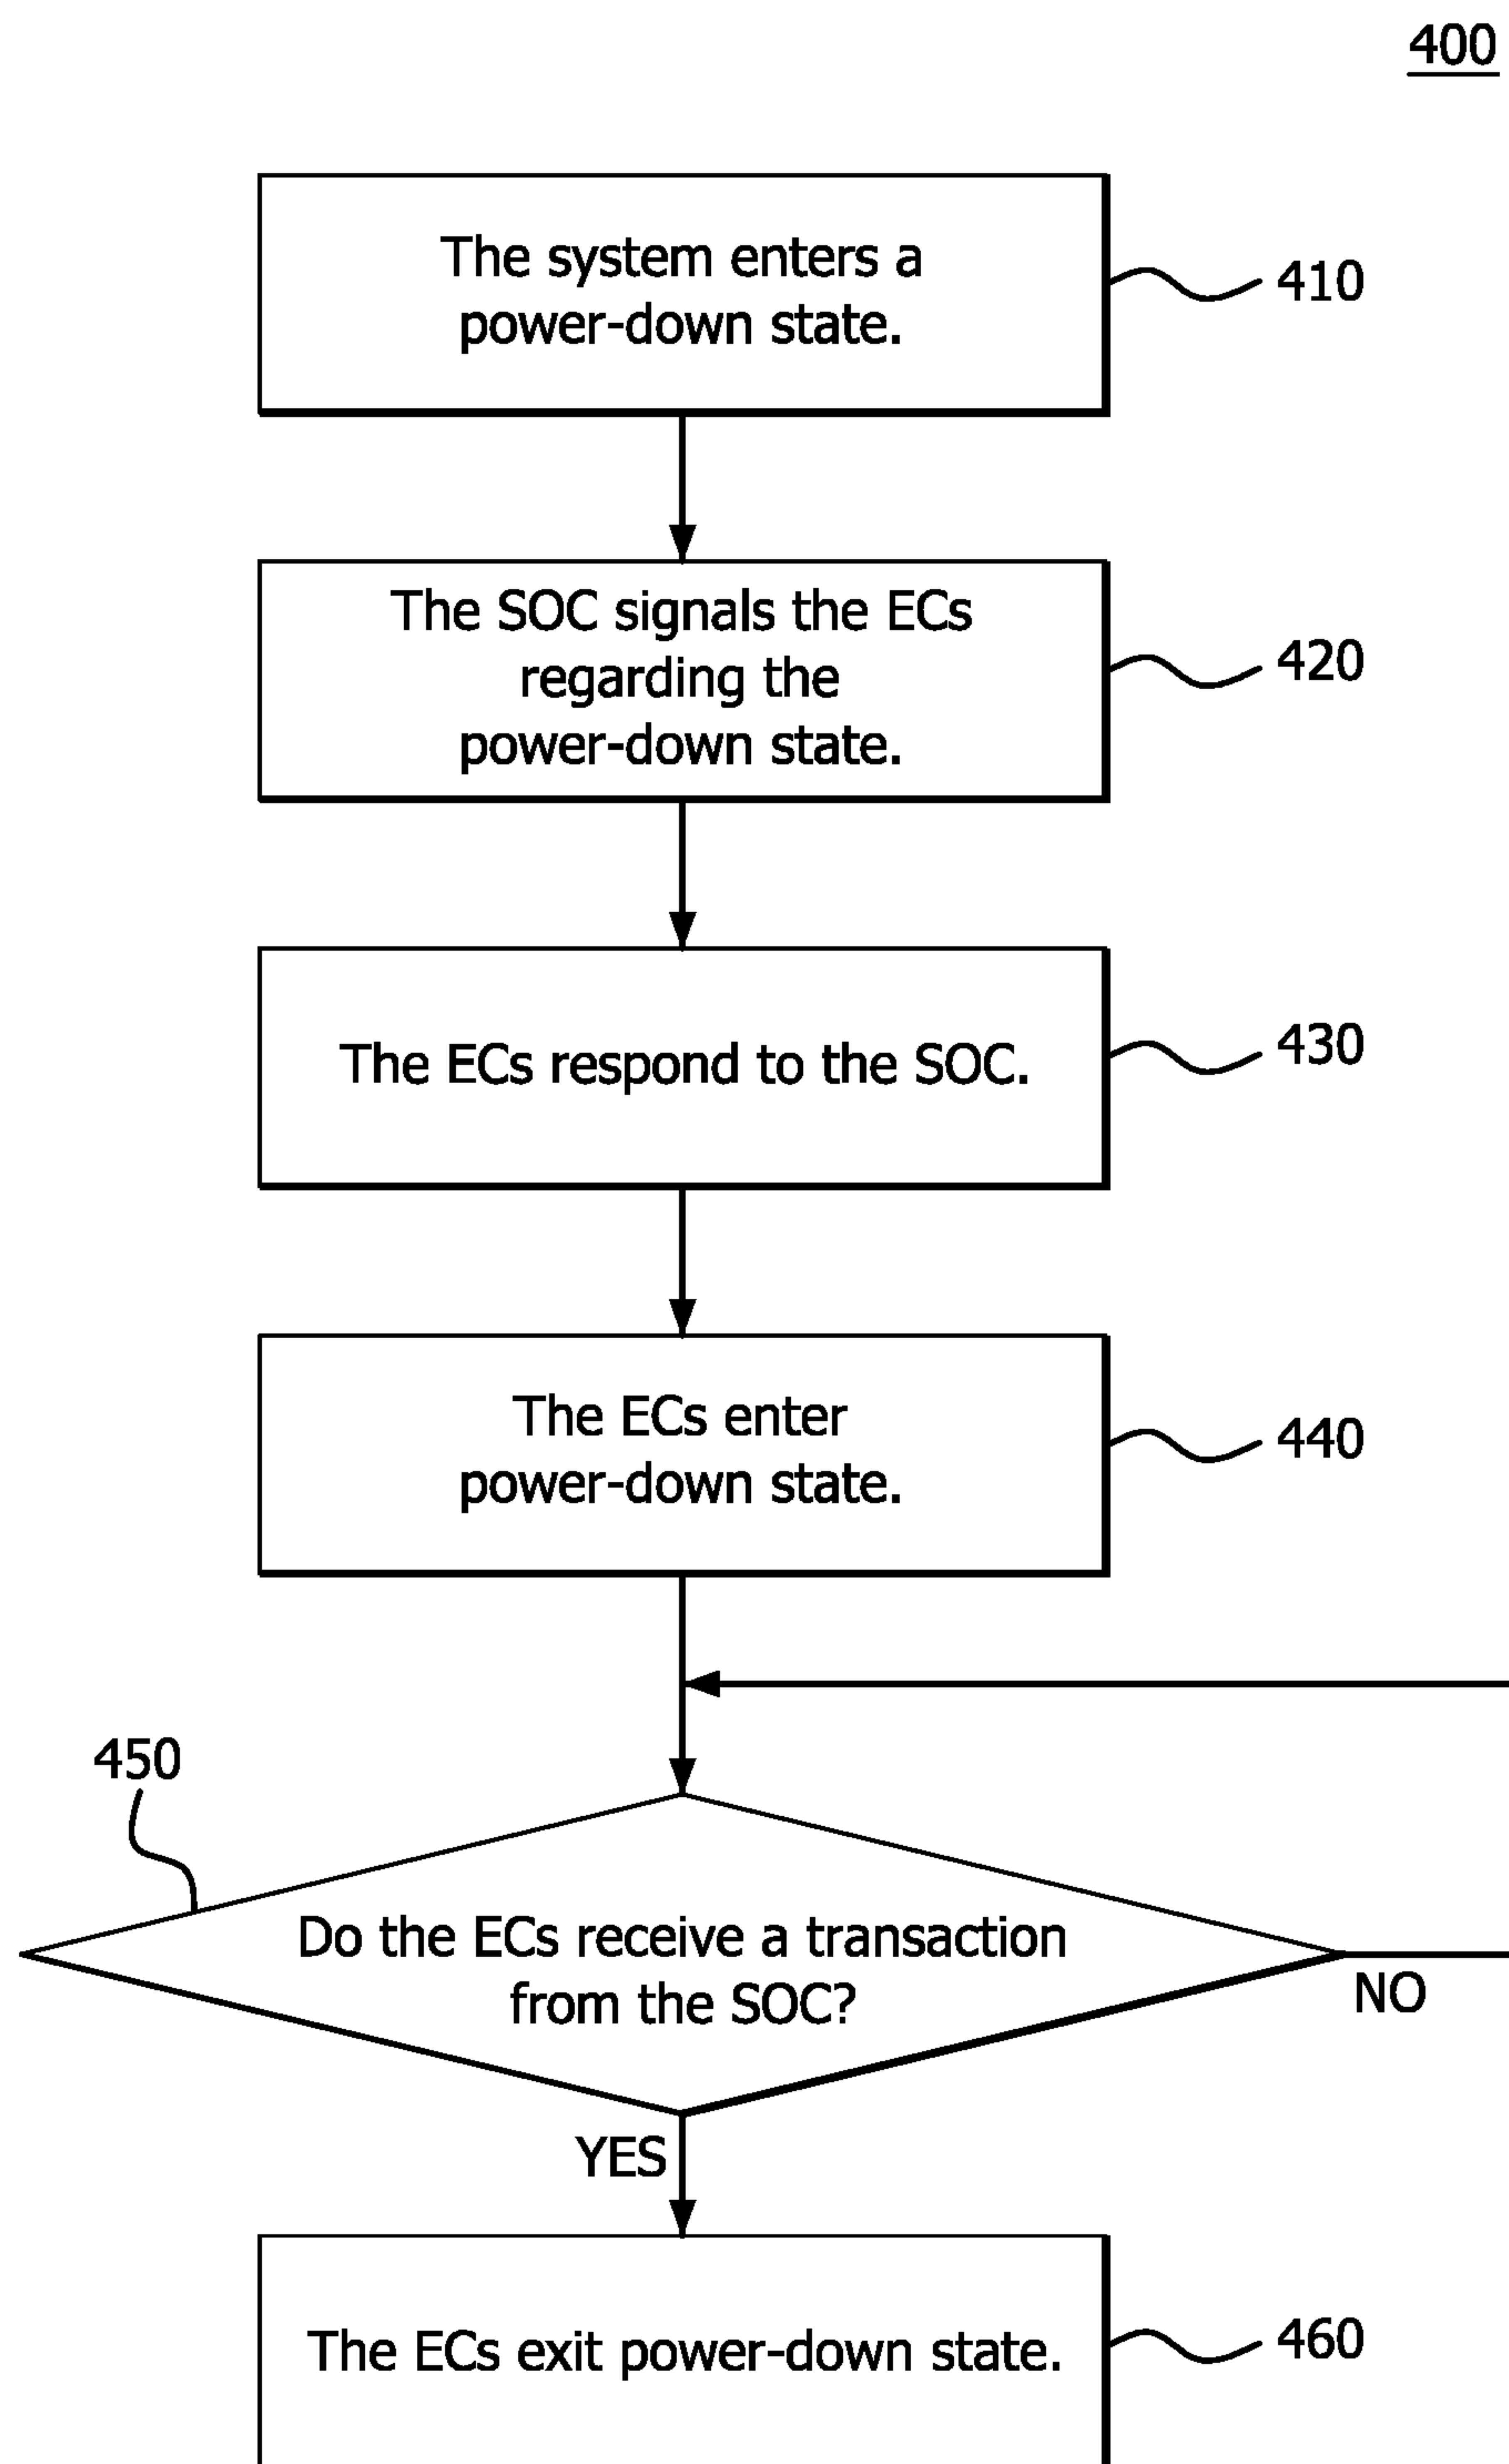 400
The system enters a
power-down state.
410
The SOC signals the ECs
regarding the
power-down state.
420
The ECs respond to the SOC.
430
The ECs enter
power-down state.
440
450
Do the ECs receive a transaction
from the SOC?
NO
YES
The ECs exit power-down state.
460